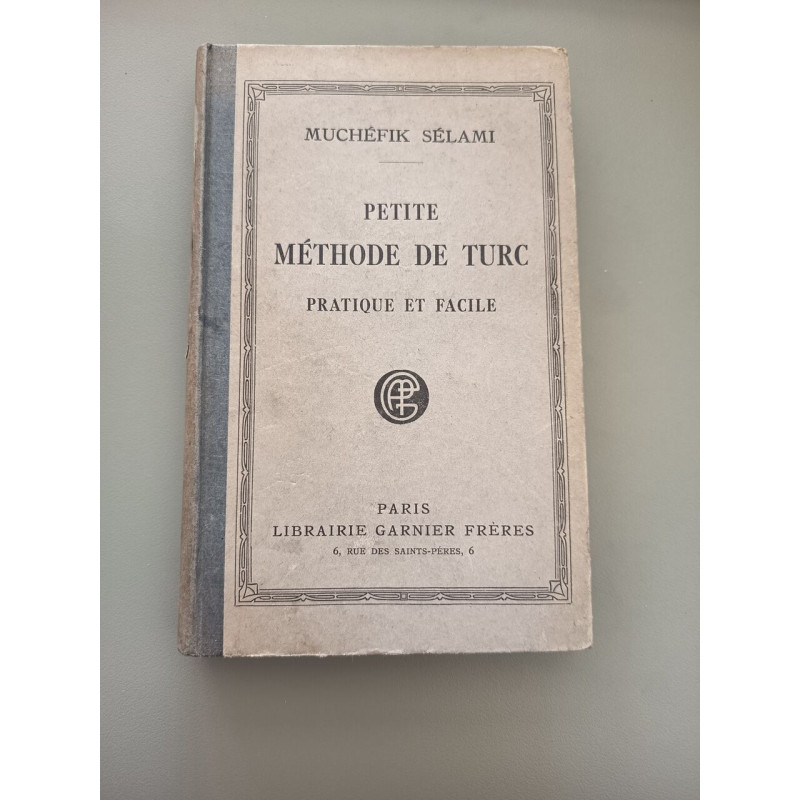 MUCHÉFIK SÉLAMI
PETITE
MÉTHODE DE TURC
PRATIQUE ET FACILE
PARIS
LIBRAIRIE GARNIER FRÈRES
6, RUE DES SAINTS-PÈRES, 6